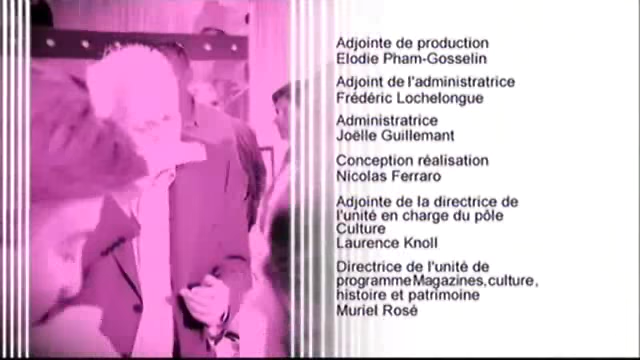 Adjointe de production
Elodie Pham-Gosselin
Adjoint de l'administratrice
Frédéric Lochelongue
Administratrice
Joëlle Guillemant
Conception réalisation
Nicolas Ferraro
Adjointe de la directrice de
l'unité en charge du pôle
Culture
Laurence Knoll
Directrice de l'unité de
programme Magazines, culture,
histoire et patrimoine
Muriel Rosé